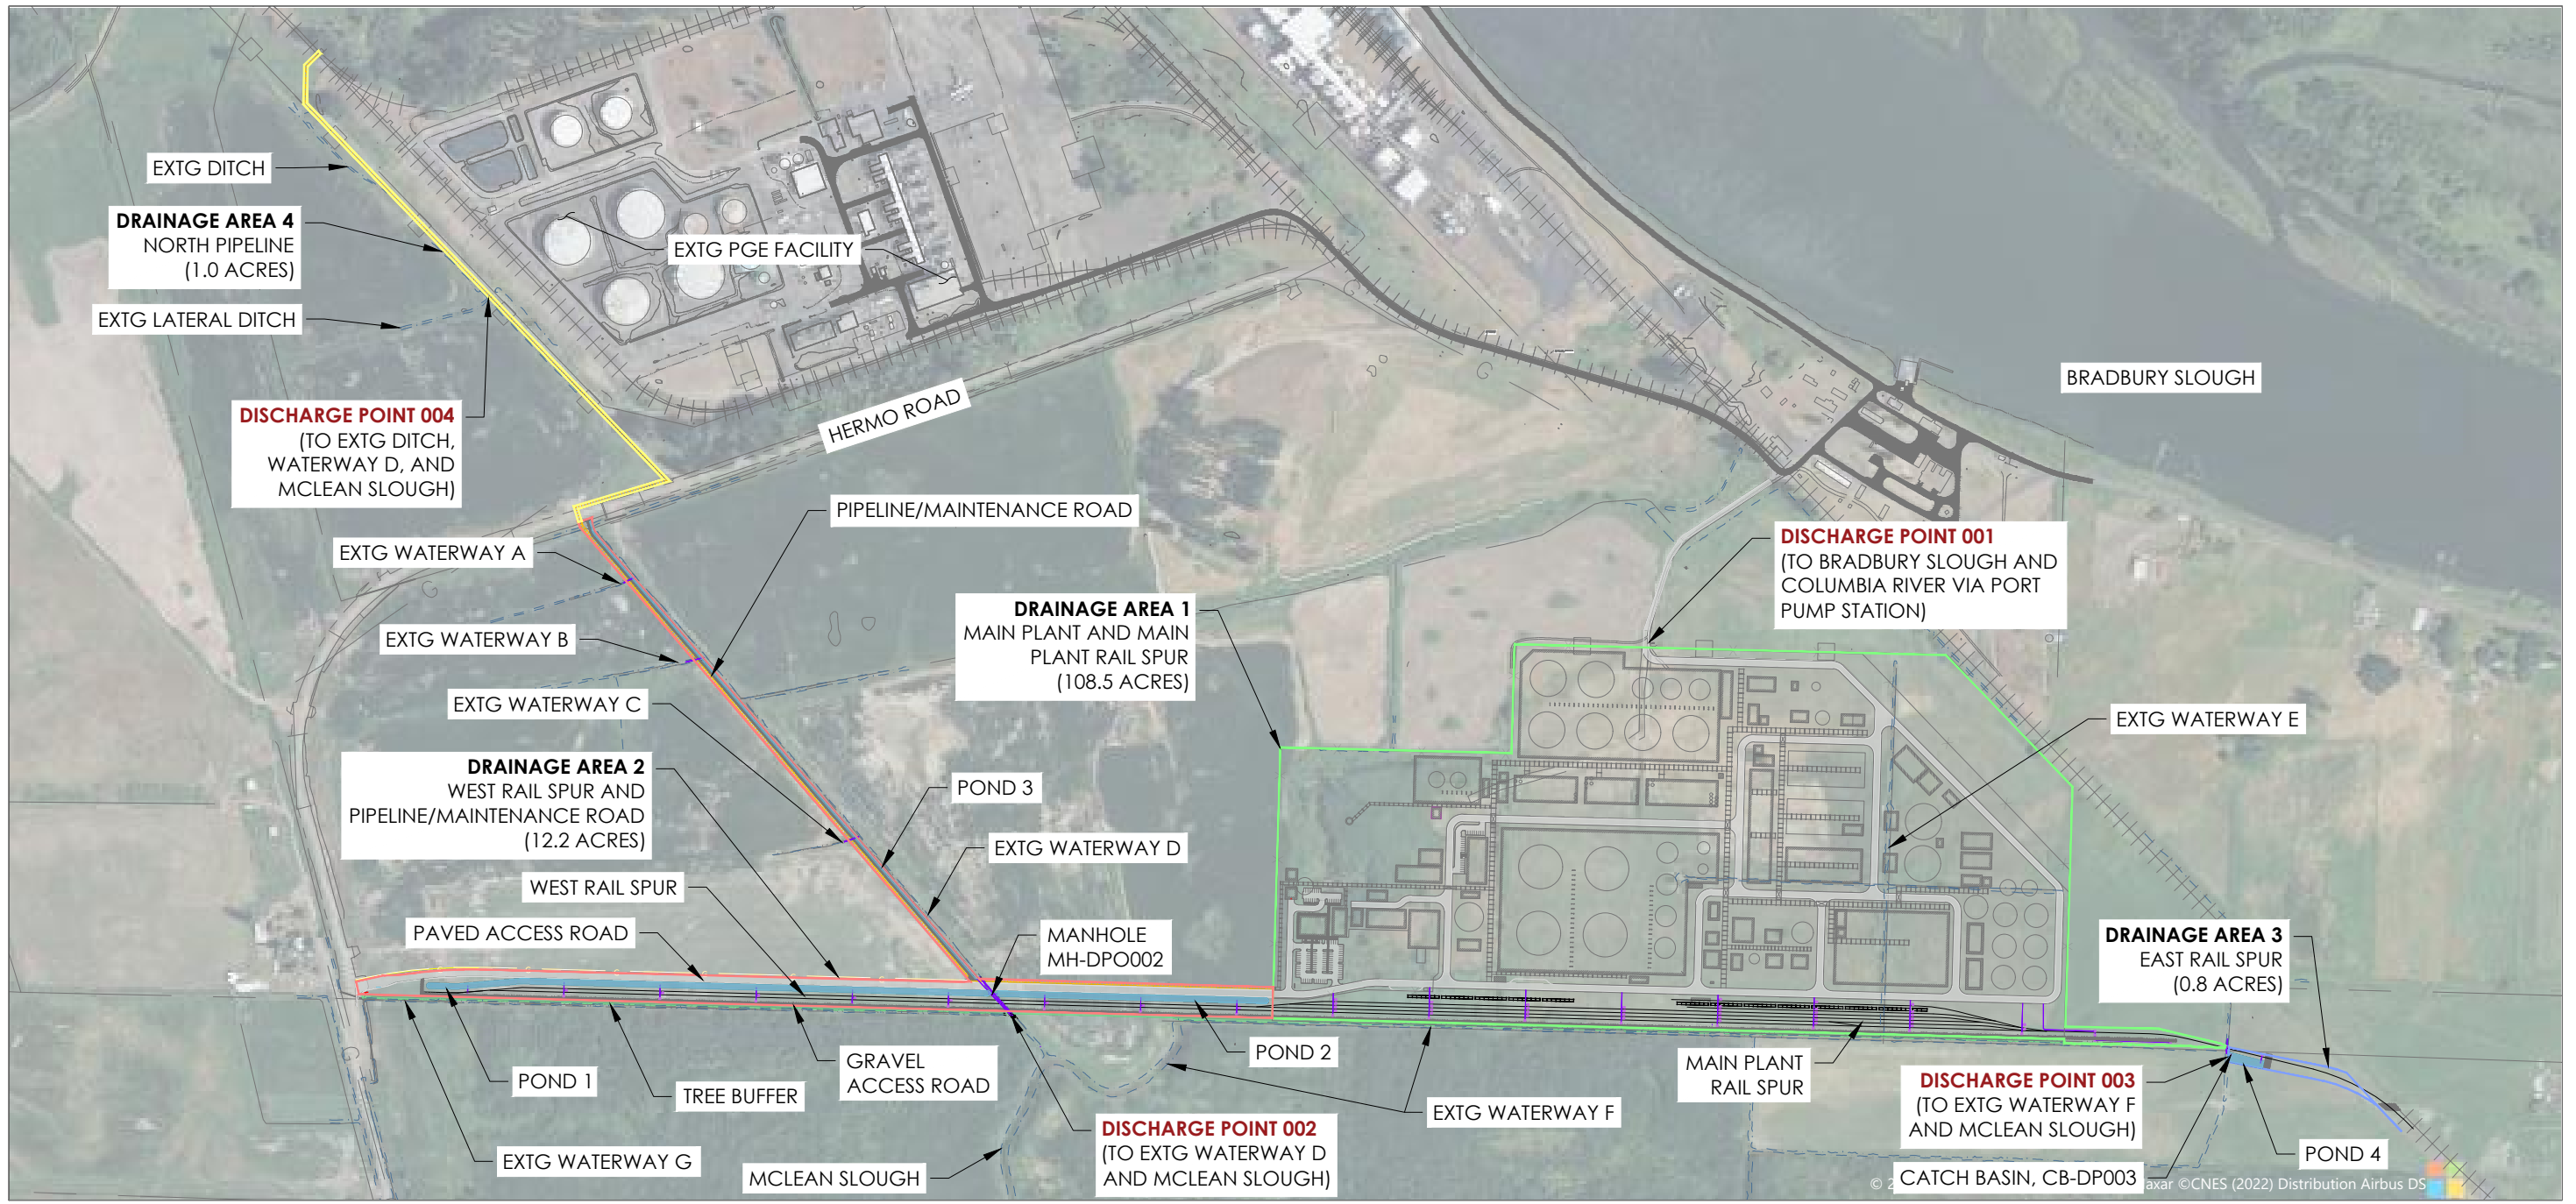 EXTG DITCH
DRAINAGE AREA 4
NORTH PIPELINE
(1.0 ACRES)
EXTG LATERAL DITCH
EXTG PGE FACILITY
DISCHARGE POINT 004
(TO EXTG DITCH,
WATERWAY D, AND
MCLEAN SLOUGH)
HERMO ROAD
BRADBURY SLOUGH
PIPELINE/MAINTENANCE ROAD
EXTG WATERWAY A
DISCHARGE POINT 001
(TO BRADBURY SLOUGH AND
COLUMBIA RIVER VIA PORT
PUMP STATION)
EXTG WATERWAY B
DRAINAGE AREA 1
MAIN PLANT AND MAIN
PLANT RAIL SPUR
(108.5 ACRES)
EXTG WATERWAY C
EXTG WATERWAY E
DRAINAGE AREA 2
WEST RAIL SPUR AND
PIPELINE/MAINTENANCE ROAD
(12.2 ACRES)
POND 3
EXTG WATERWAY D
WEST RAIL SPUR
PAVED ACCESS ROAD
MANHOLE
MH-DPO002
DRAINAGE AREA 3
EAST RAIL SPUR
(0.8 ACRES)
POND 1
TREE BUFFER
GRAVEL
ACCESS ROAD
POND 2
MAIN PLANT
RAIL SPUR
EXTG WATERWAY F
DISCHARGE POINT 003
(TO EXTG WATERWAY F
AND MCLEAN SLOUGH)
DISCHARGE POINT 002
(TO EXTG WATERWAY D
AND MCLEAN SLOUGH)
EXTG WATERWAY G
MCLEAN SLOUGH
POND 4
CATCH BASIN, CB-DP003
©CNES (2022) Distribution Airbus DS
G
G
G
G